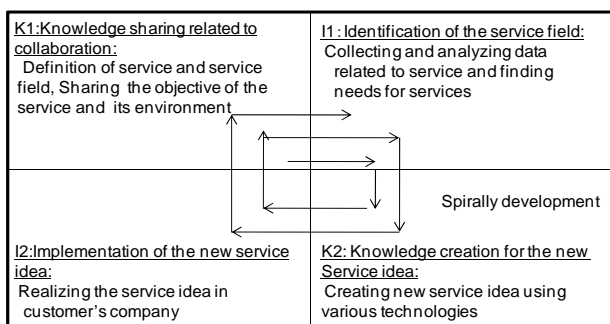 K1:Knowledge sharing related to
collaboration:
Definition of service and service
field, Sharing the objective of the
service and its environment
I1: Identification of the service field:
Collecting and analyzing data
related to service and finding
needs for services
Spirally development
I2:Implementation of the new service
idea:
Realizing the service idea in
customer's company
K2: Knowledge creation for the new
Service idea:
Creating new service idea using
various technologies